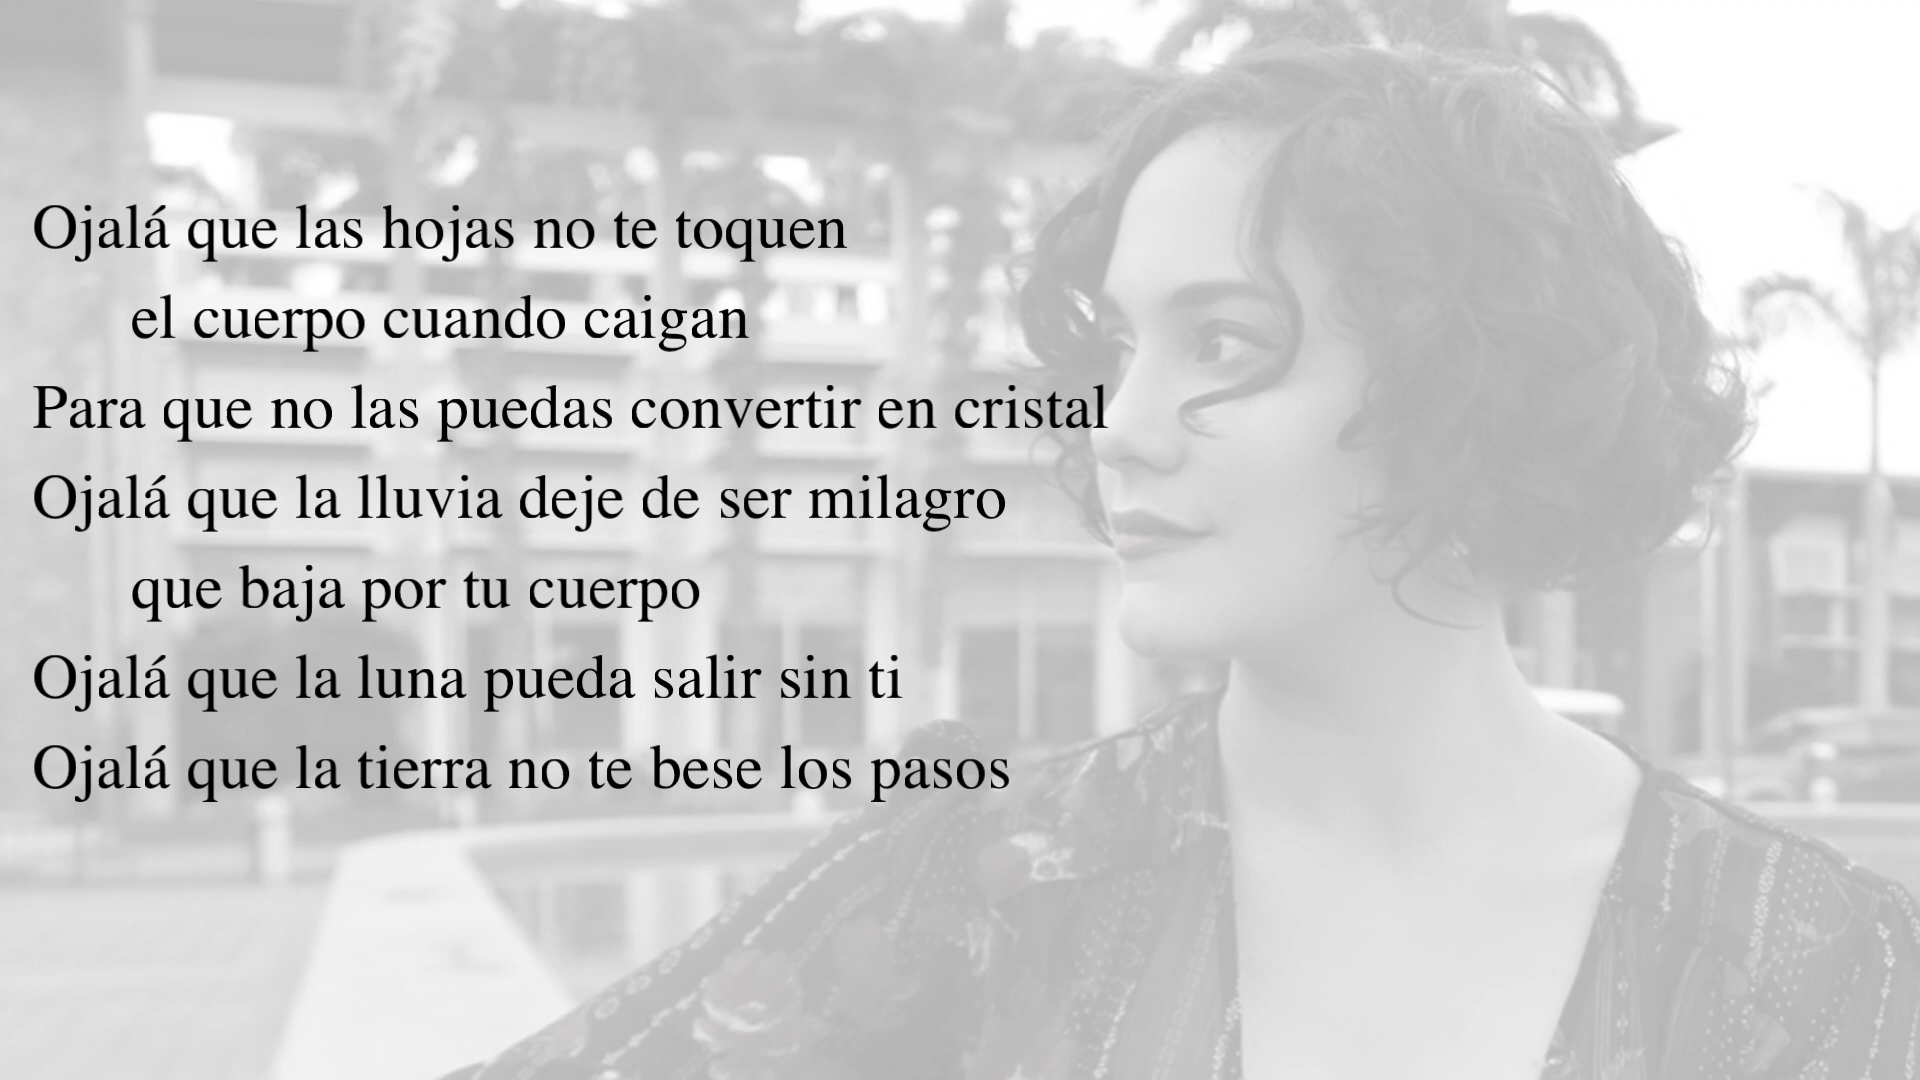 Ojalá que las hojas no te toquen
el cuerpo cuando caigan
Para que no las puedas convertir en cristal
Ojalá que la lluvia deje de ser milagro
que baja por tu cuerpo
Ojalá que la luna pueda salir sin ti
Ojalá que la tierra no te bese los pasos